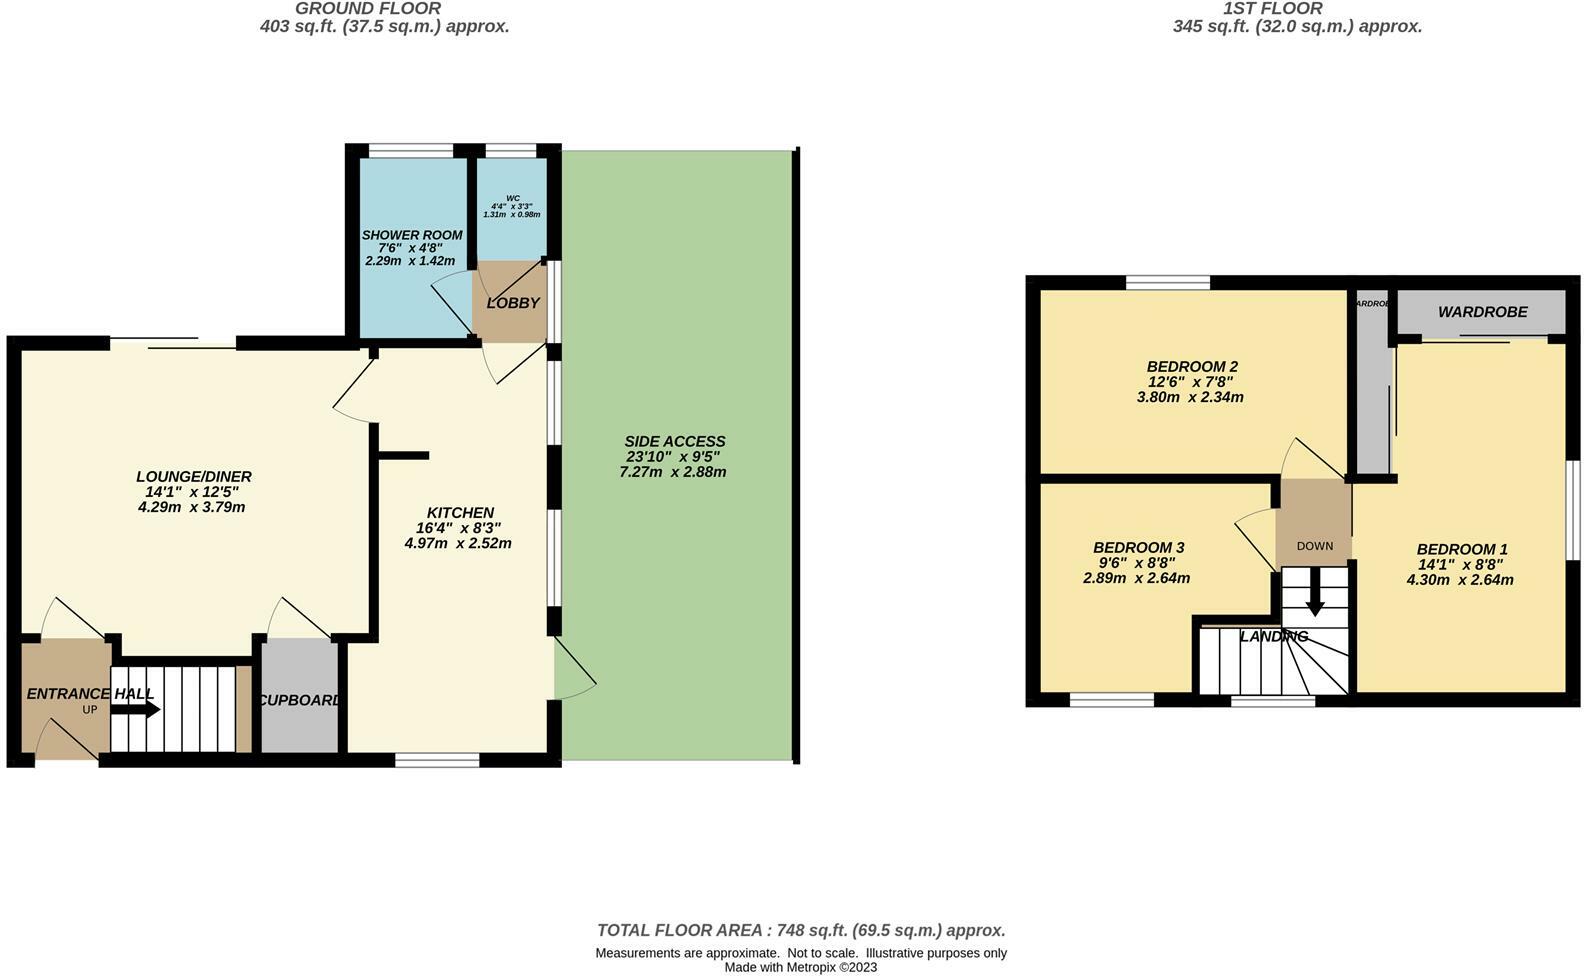 GROUND FLOOR
403 sq.ft. (37.5 sq.m.) approx.
1ST FLOOR
345 sq.ft. (32.0 sq.m.) approx.
SHOWER ROOM
7'6" x 4'8"
2.29m x 1.42m
WC
4'4" x 3'3"
1.31m x 0.98m
LOBBY
LOUNGE/DINER
14'1" x 12'5"
4.29m x 3.79m
KITCHEN
16'4" x 8'3"
4.97m x 2.52m
SIDE ACCESS
23'10" x 9'5"
7.27m x 2.88m
ENTRANCE HALL
UP
CUPBOARD
BEDROOM 2
12'6" x 7'8"
3.80m x 2.34m
ARDROB
WARDROBE
BEDROOM 3
9'6" x 8'8"
2.89m x 2.64m
DOWN
LANDING
BEDROOM 1
14'1" x 8'8"
4.30m x 2.64m
TOTAL FLOOR AREA : 748 sq.ft. (69.5 sq.m.) approx.
Measurements are approximate. Not to scale. Illustrative purposes only
Made with Metropix ©2023